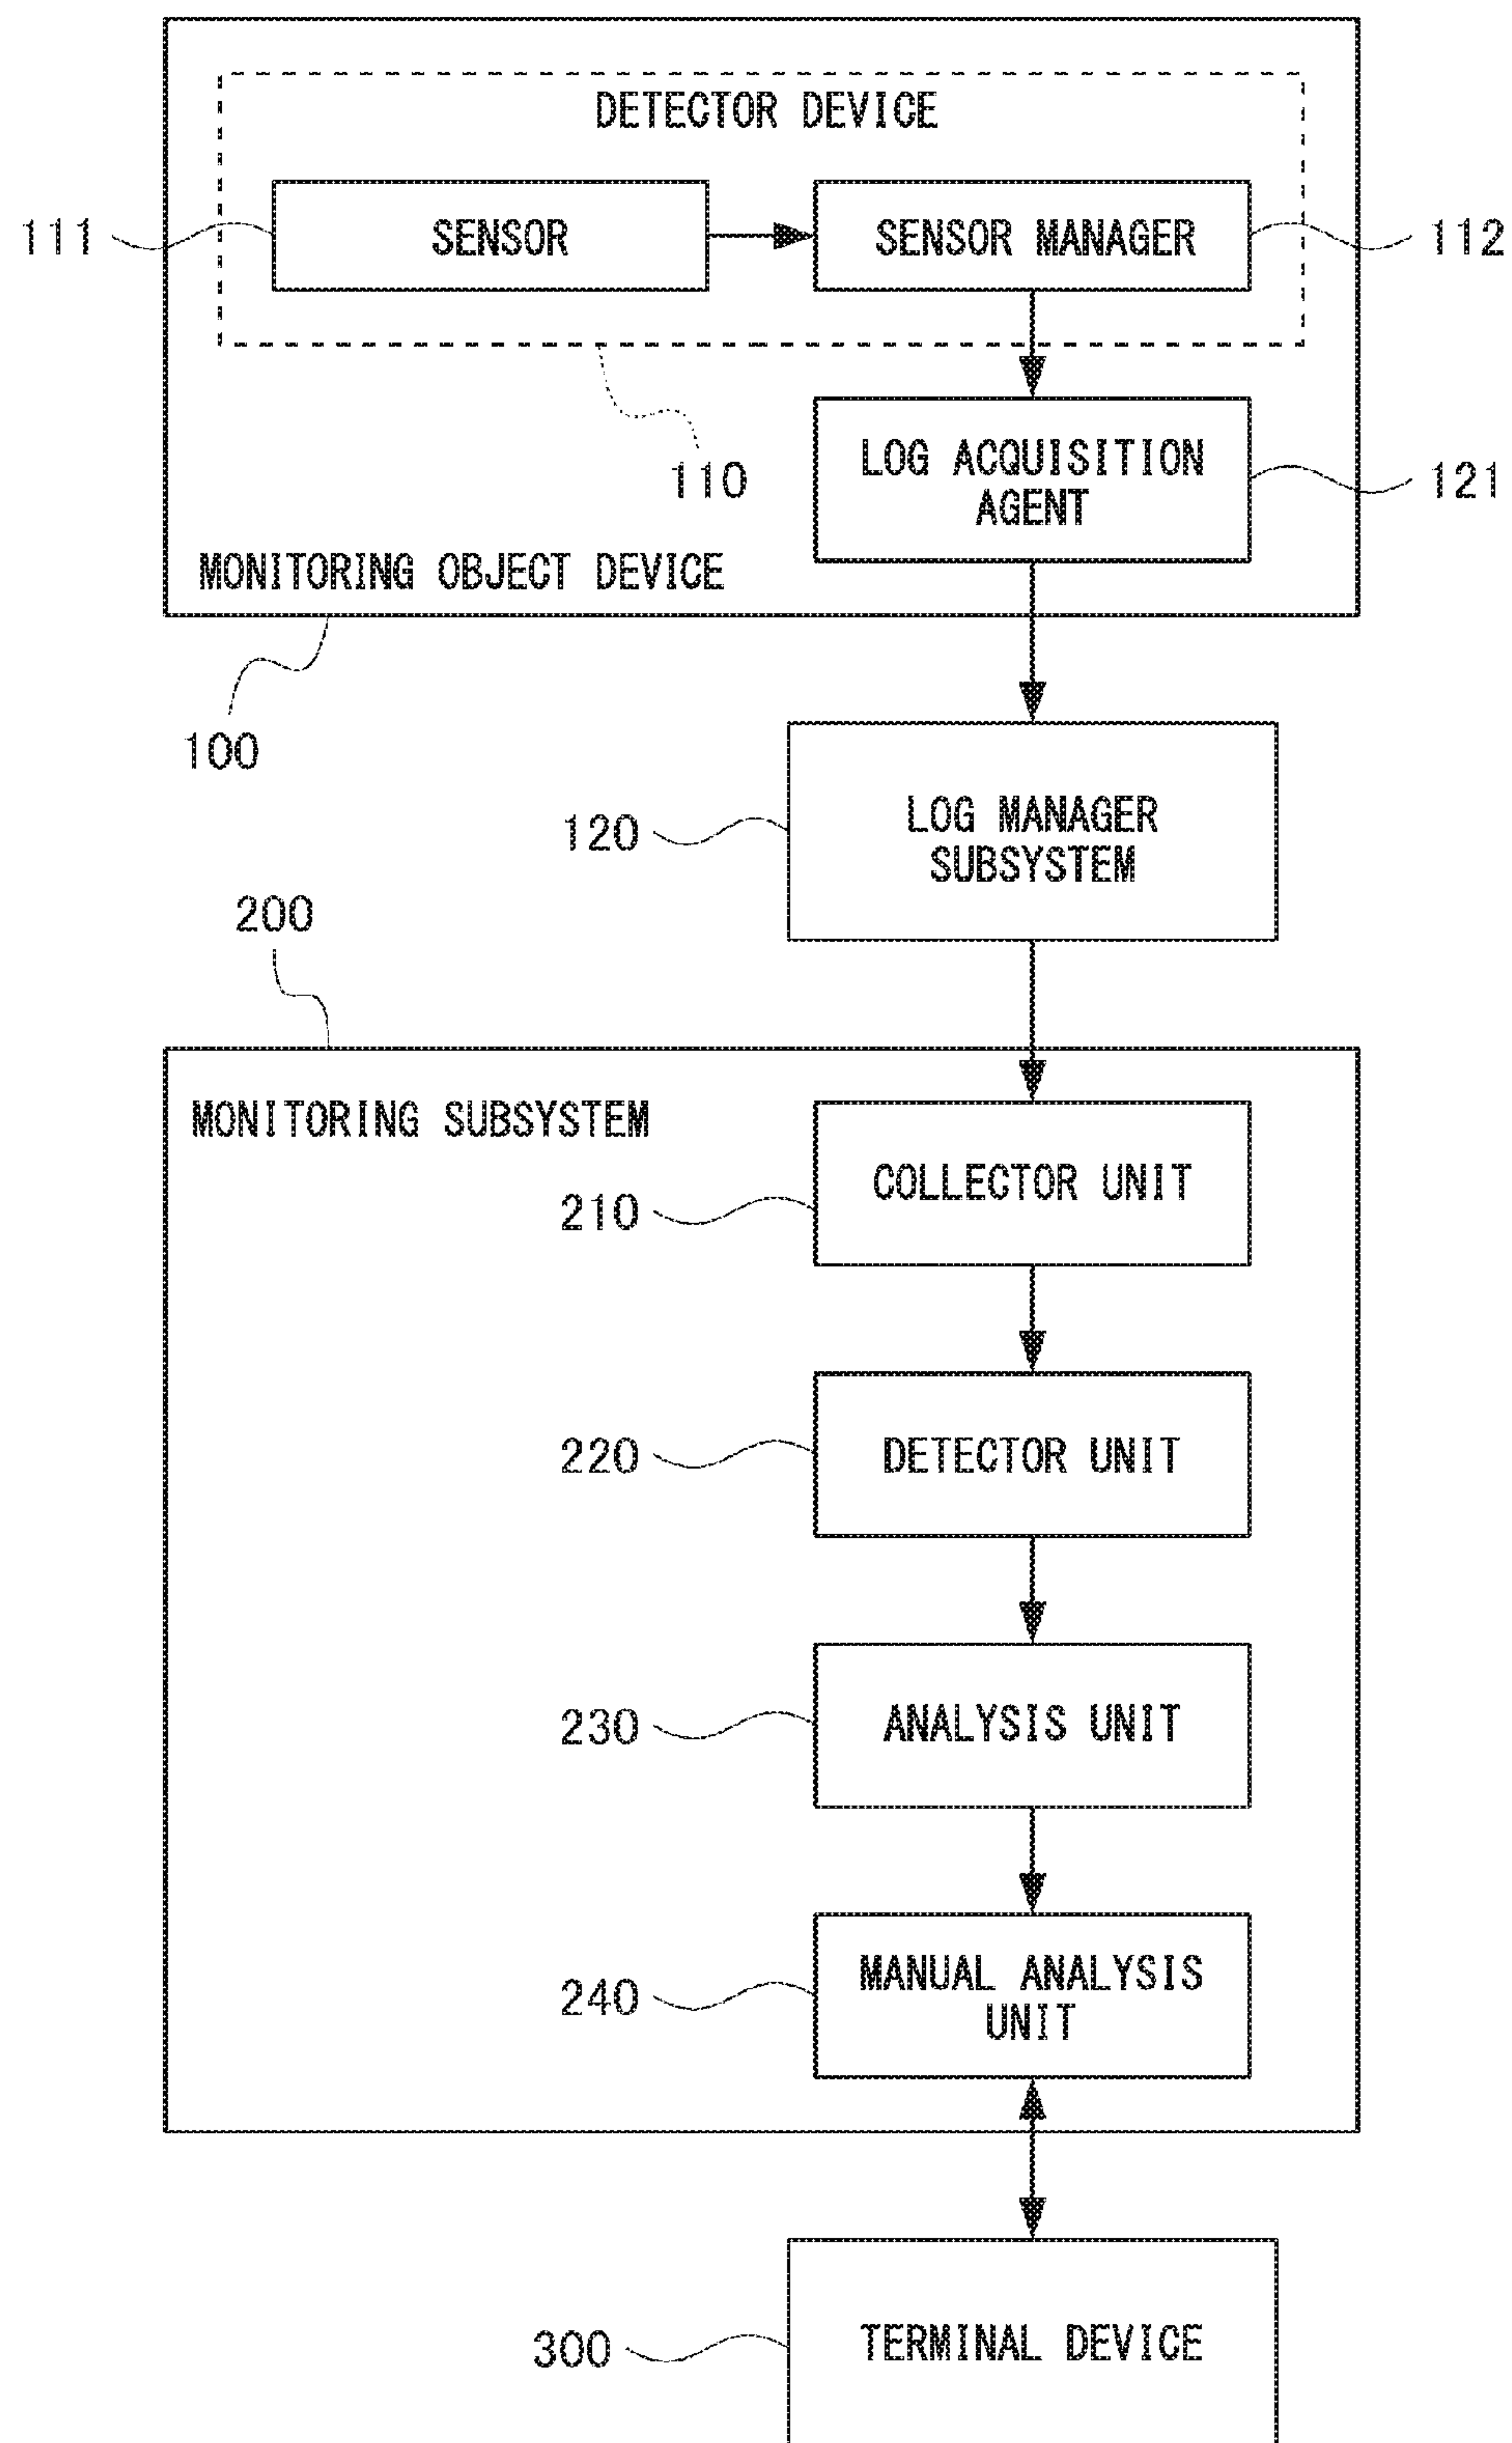 DETECTOR DEVICE
111
SENSOR
SENSOR MANAGER
112
110
LOG ACQUISITION
AGENT
121
MONITORING OBJECT DEVICE
100
120
LOG MANAGER
SUBSYSTEM
200
MONITORING SUBSYSTEM
COLLECTOR UNIT
210
DETECTOR UNIT
220
ANALYSIS UNIT
230
MANUAL ANALYSIS
UNIT
240
TERMINAL DEVICE
300